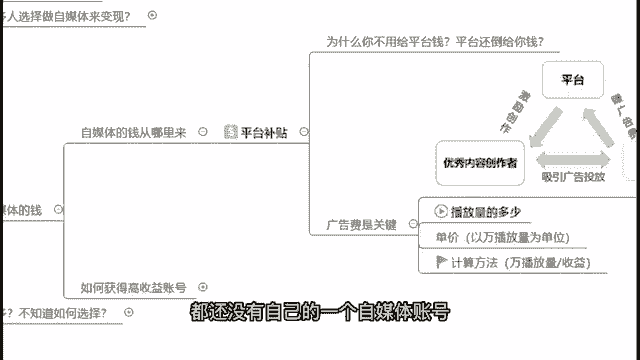 多人选择做自媒体来变现？
为什么你不用给平台钱？平台还倒给你钱？
平台
激励创作
自媒体的钱从哪里来
平台补贴
优秀内容创作者
吸引广告投放
播放量的多少
媒体的钱
广告费是关键
单价（以万播放量为单位）
计算方法（万播放量/收益）
如何获得高收益账号
多？不知道如何选择？
都还没有自己的一个自媒体账号